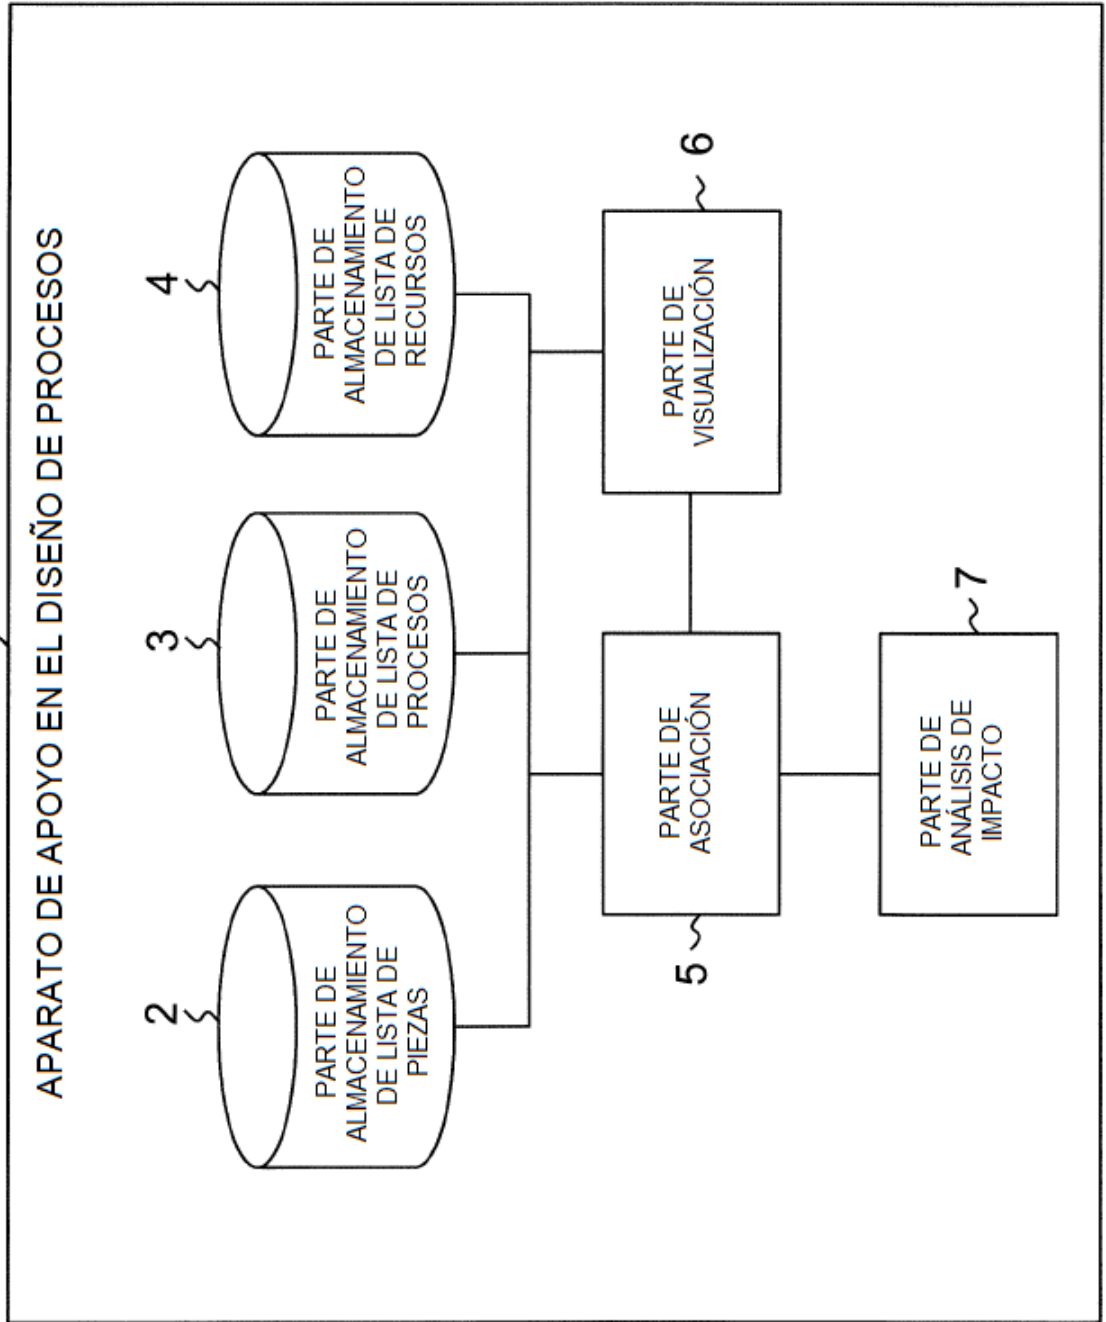 APARATO DE APOYO EN EL DISEÑO DE PROCESOS
2
PARTE DE
ALMACENAMIENTO
DE LISTA DE
PIEZAS
3
PARTE DE
ALMACENAMIENTO
DE LISTA DE
PROCESOS
4
PARTE DE
ALMACENAMIENTO
DE LISTA DE
RECURSOS
5
PARTE DE
ASOCIACIÓN
6
PARTE DE
VISUALIZACIÓN
7
PARTE DE
ANÁLISIS DE
IMPACTO